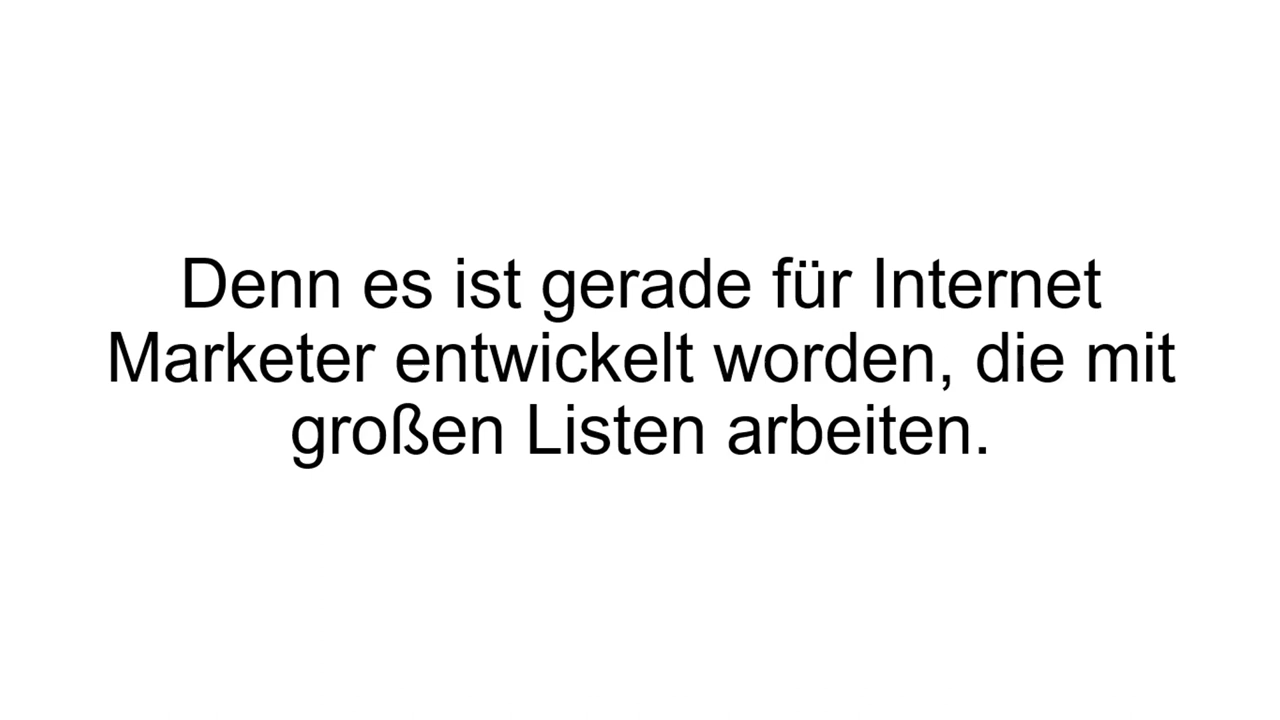 Denn es ist gerade für Internet
Marketer entwickelt worden, die mit
großen Listen arbeiten.